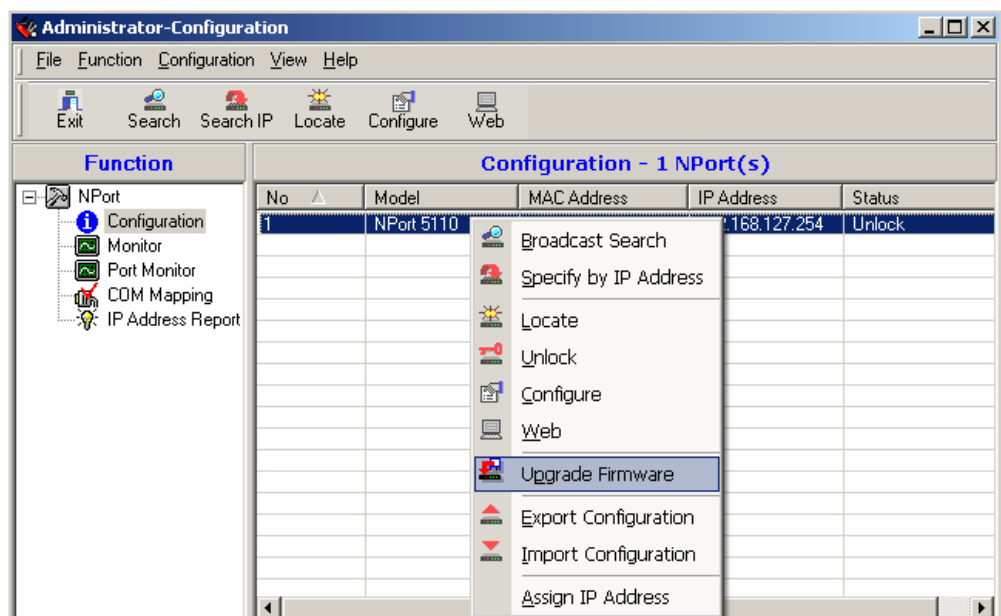 Administrator-Configuration
File Function Configuration View Help
Exit Search Search IP Locate Configure Web
Function
Configuration - 1 NPort(s)
NPort
Configuration
Monitor
Port Monitor
COM Mapping
IP Address Report
No Model MAC Address IP Address Status
1 NPort 5110 .168.127.254 Unlock
Broadcast Search
Specify by IP Address
Locate
Unlock
Configure
Web
Upgrade Firmware
Export Configuration
Import Configuration
Assign IP Address